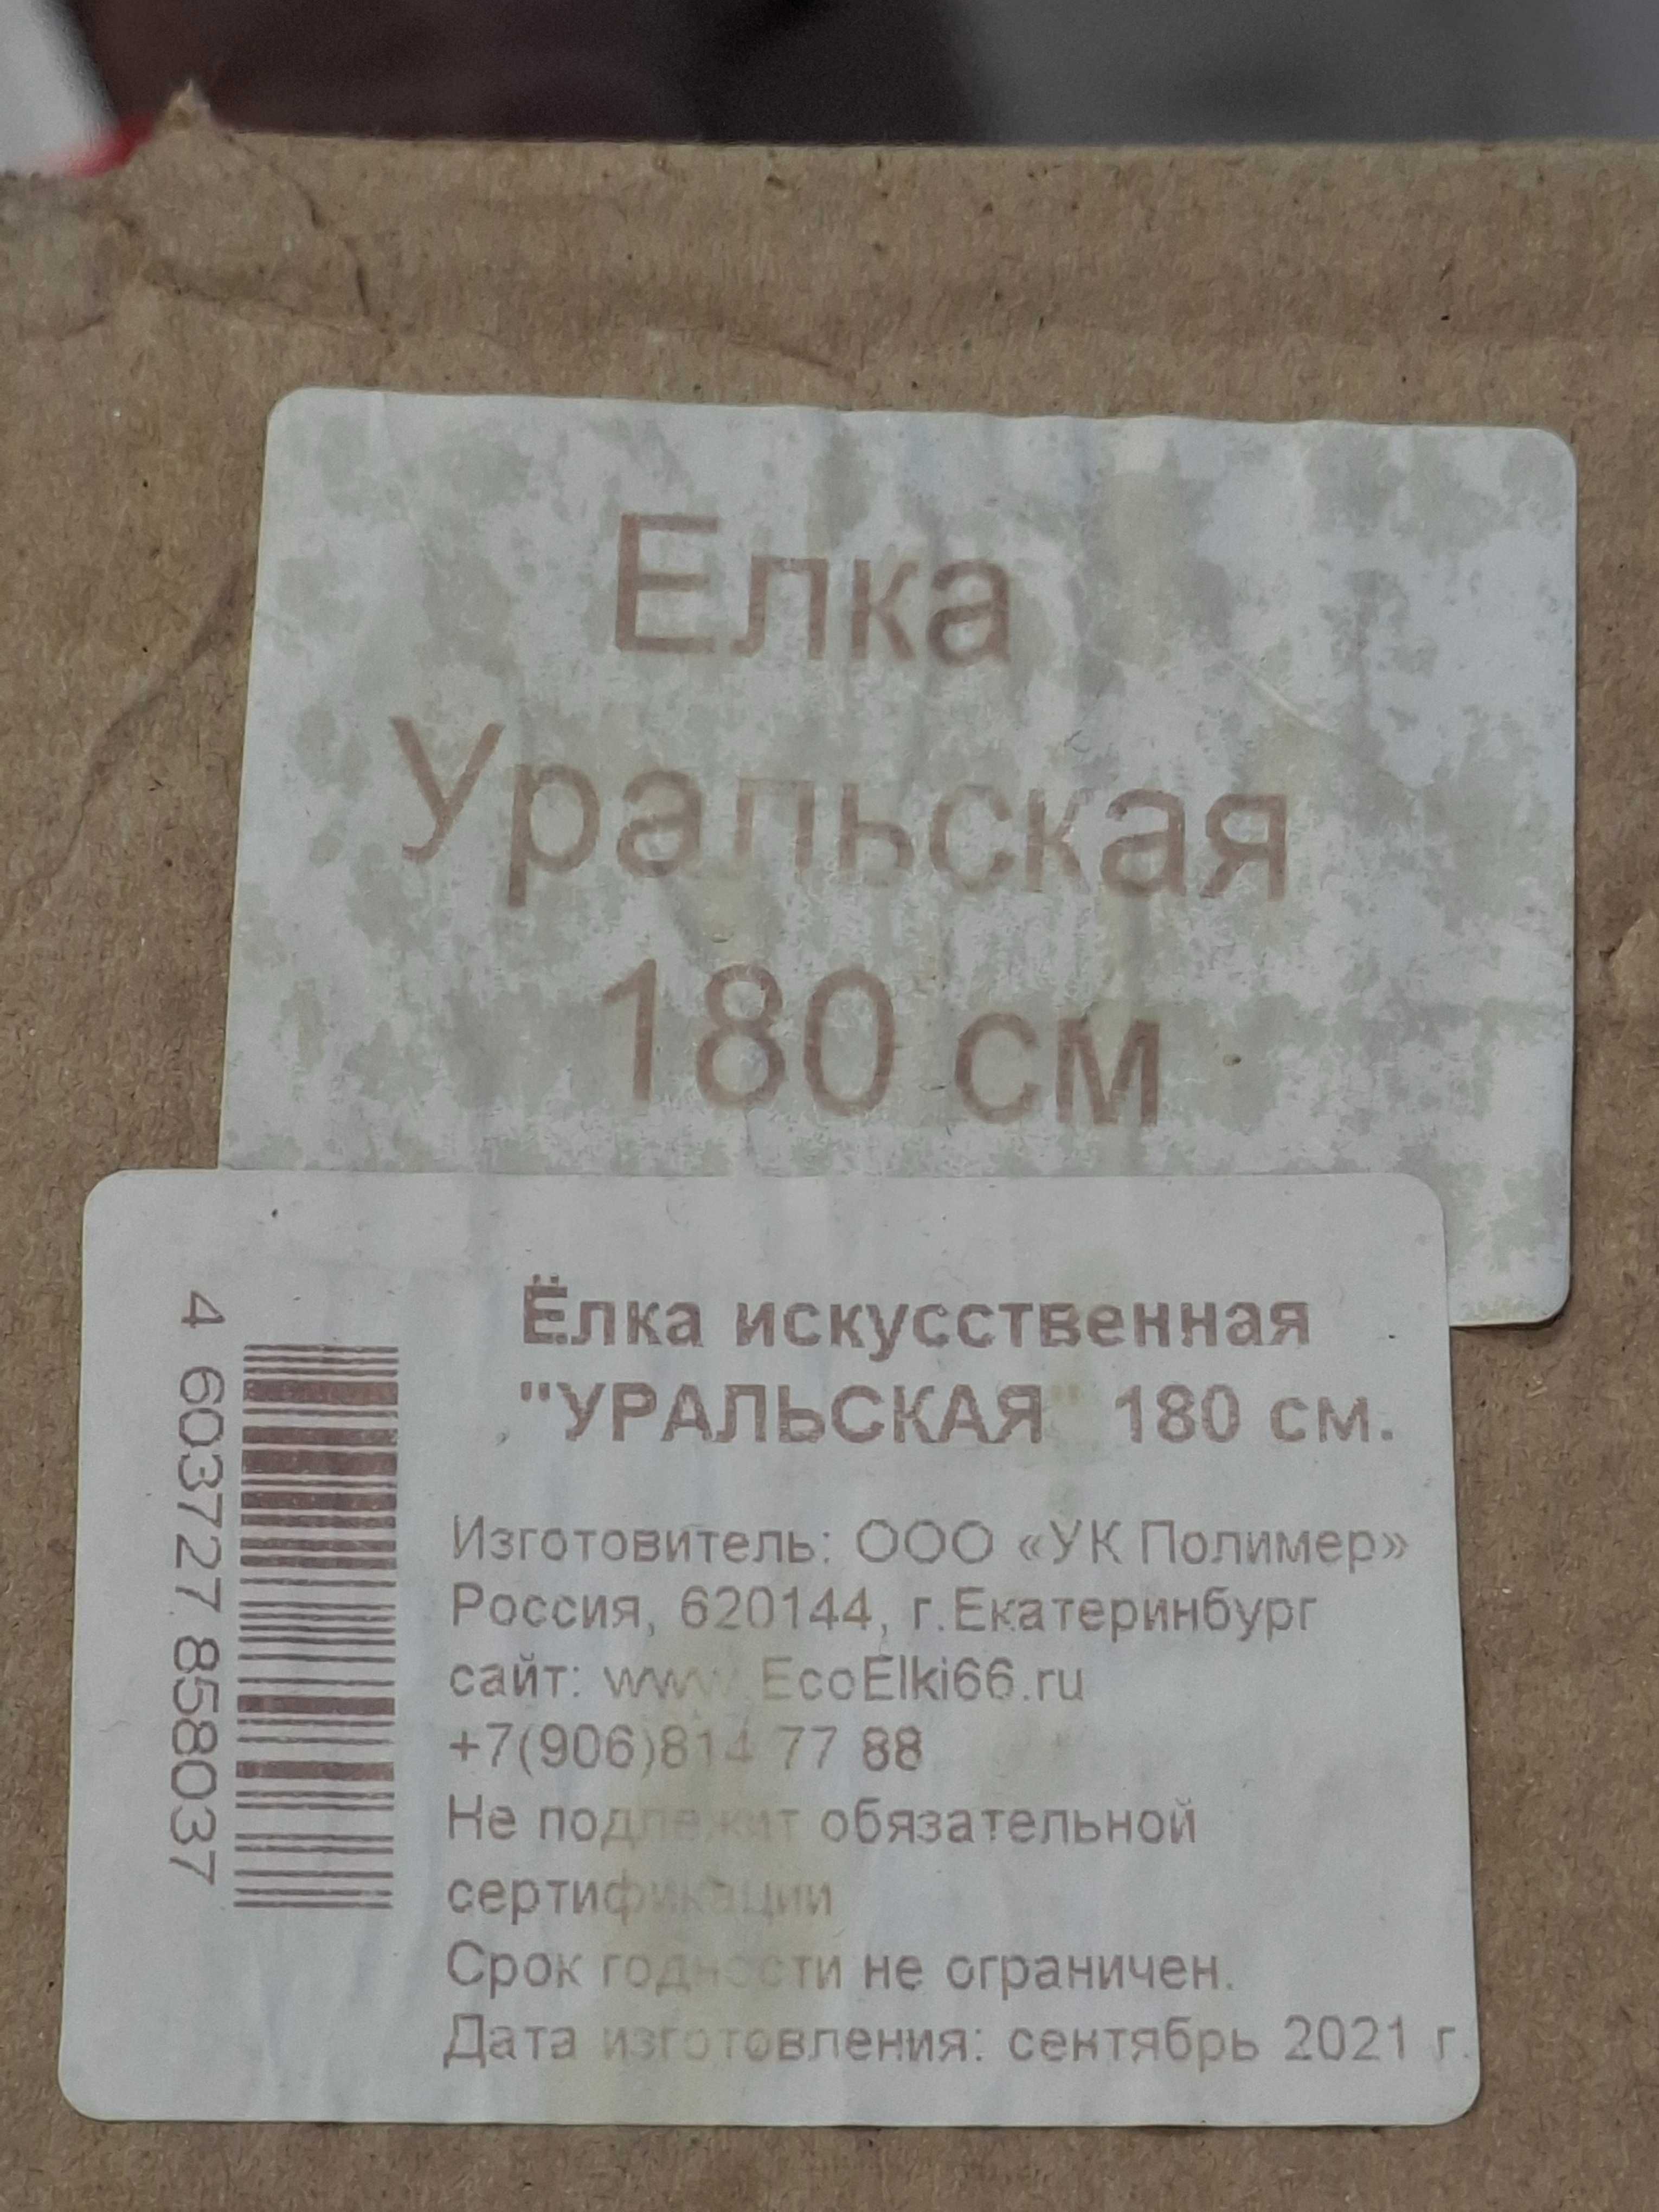 Елка
Уральская
180 см
Ёлка искусственная
"УРАЛЬСКАЯ" 180 см.
Изготовитель: ООО «УК Полимер»
Россия, 620144, г.Екатеринбург
сайт: www.EcoElki66.ru
+7(906)814 77 88
Не подлежит обязательной
сертификации
Срок годности не ограничен.
Дата изготовления: сентябрь 2021 г.
4 603727 858037